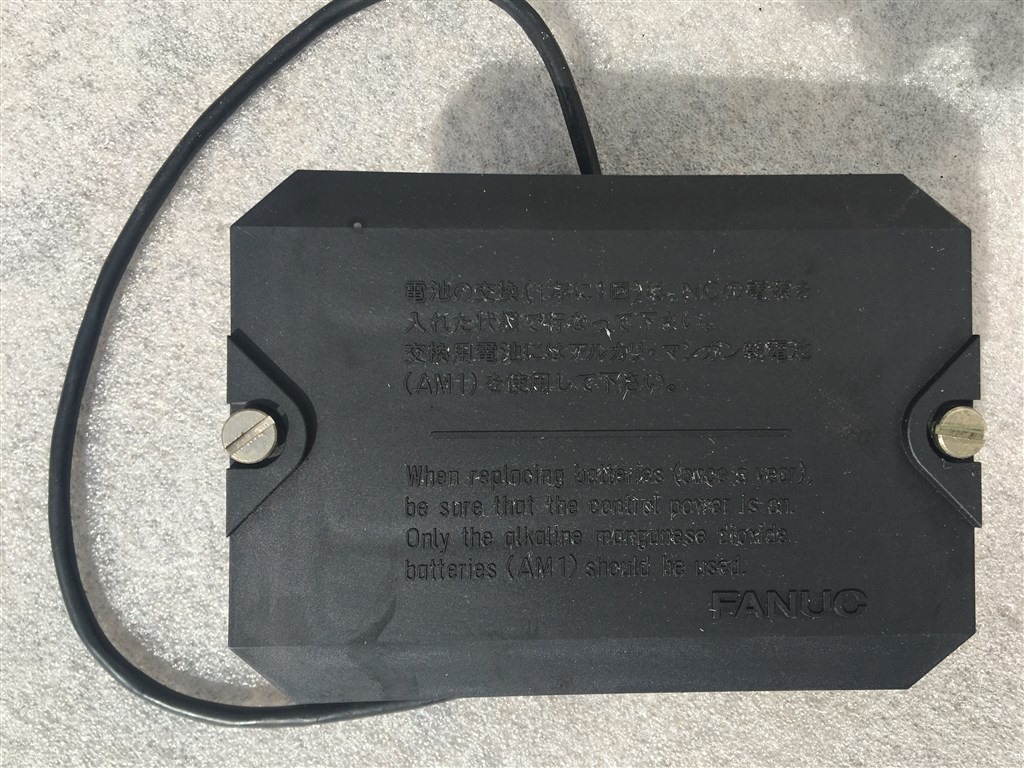 電池の交換(1年に1回)は、NCの電源を
入れた状態で行なって下さい。
交換用電池にはアルカリ・マンガン乾電池
(AM1)を使用して下さい。
When replacing batteries (once a year),
be sure that the control power is on.
Only the alkaline manganese dioxide
batteries (AM1) should be used.
FANUC